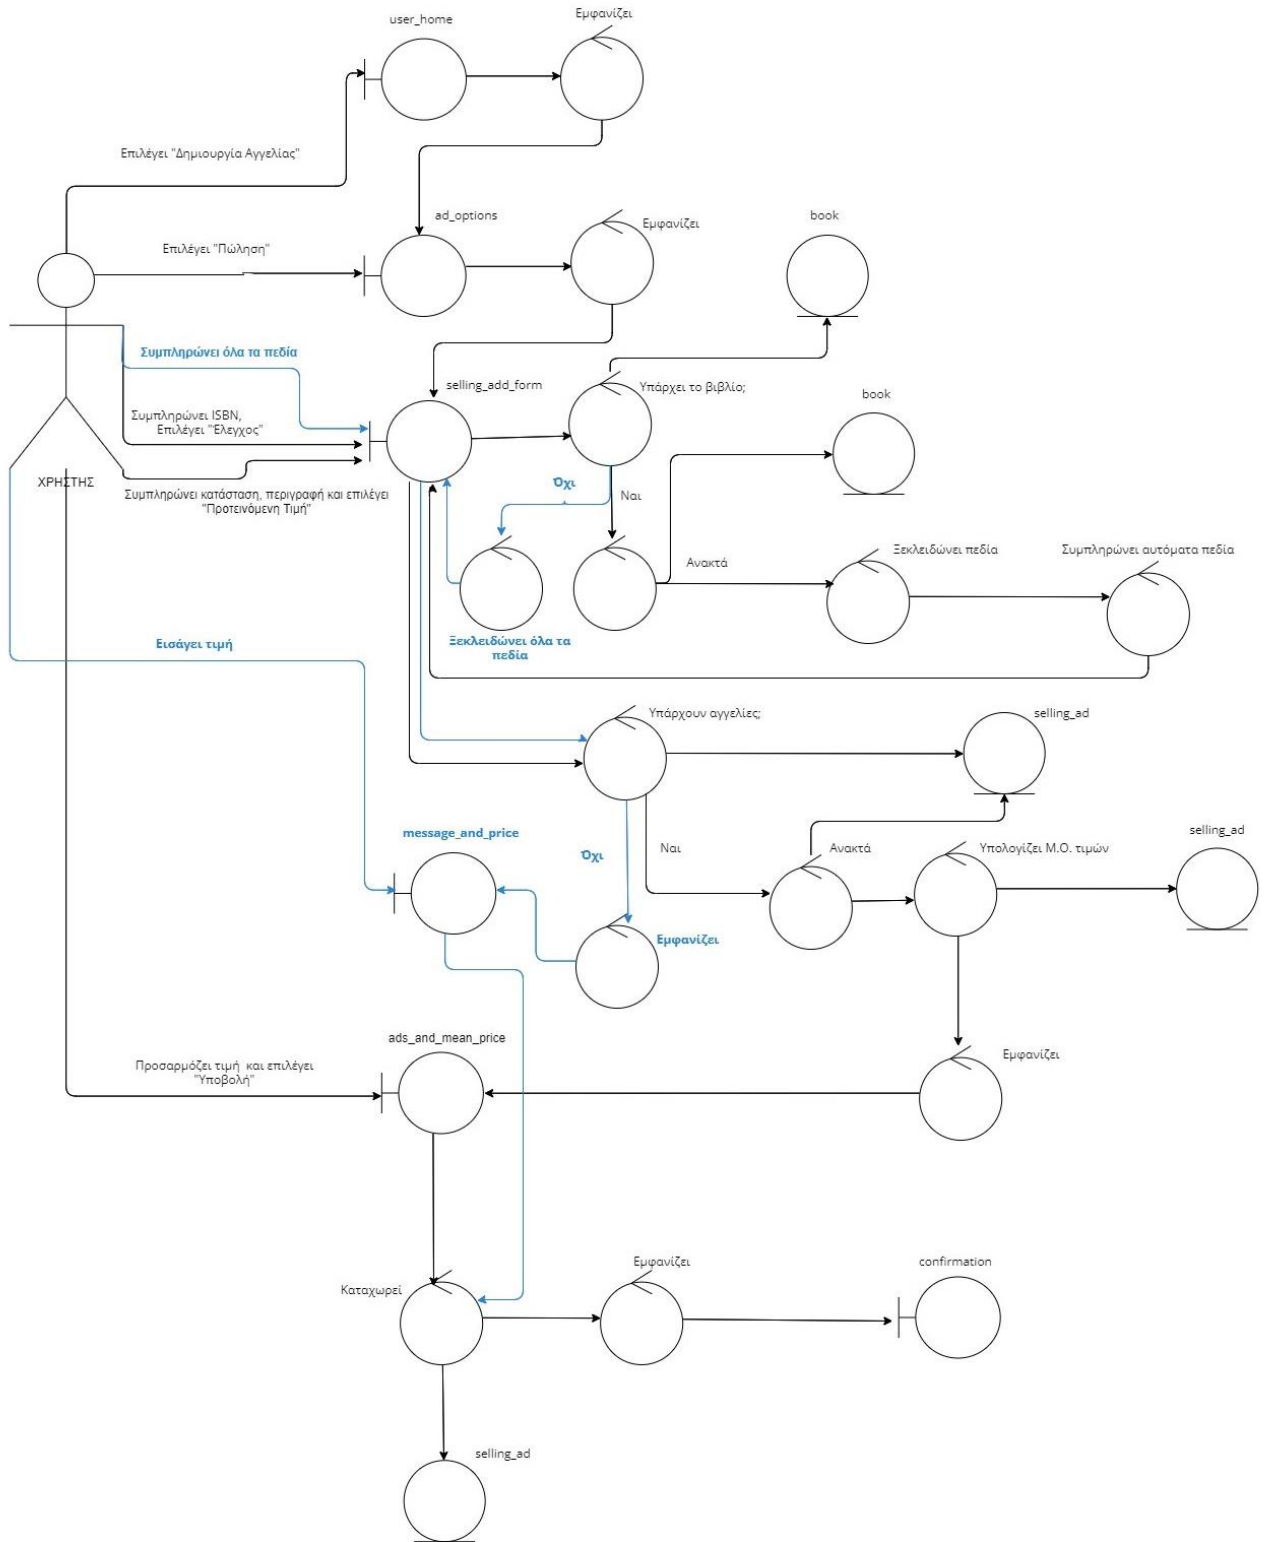 user_home
Εμφανίζει
Επιλέγει "Δημιουργία Αγγελίας"
ad_options
Εμφανίζει
book
Επιλέγει "Πώληση"
Συμπληρώνει όλα τα πεδία
selling_add_form
Υπάρχει το βιβλίο;
book
Συμπληρώνει ISBN,
Επιλέγει "Έλεγχος"
ΧΡΗΣΤΗΣ
Συμπληρώνει κατάσταση, περιγραφή και επιλέγει
"Προτεινόμενη Τιμή"
Όχι
Ναι
Ανακτά
Ξεκλειδώνει πεδία
Συμπληρώνει αυτόματα πεδία
Ξεκλειδώνει όλα τα
πεδία
Εισάγει τιμή
Υπάρχουν αγγελίες;
selling_ad
message_and_price
Όχι
Ναι
Ανακτά
Υπολογίζει Μ.Ο. τιμών
selling_ad
Εμφανίζει
ads_and_mean_price
Εμφανίζει
Προσαρμόζει τιμή και επιλέγει
"Υποβολή"
Καταχωρεί
Εμφανίζει
confirmation
selling_ad